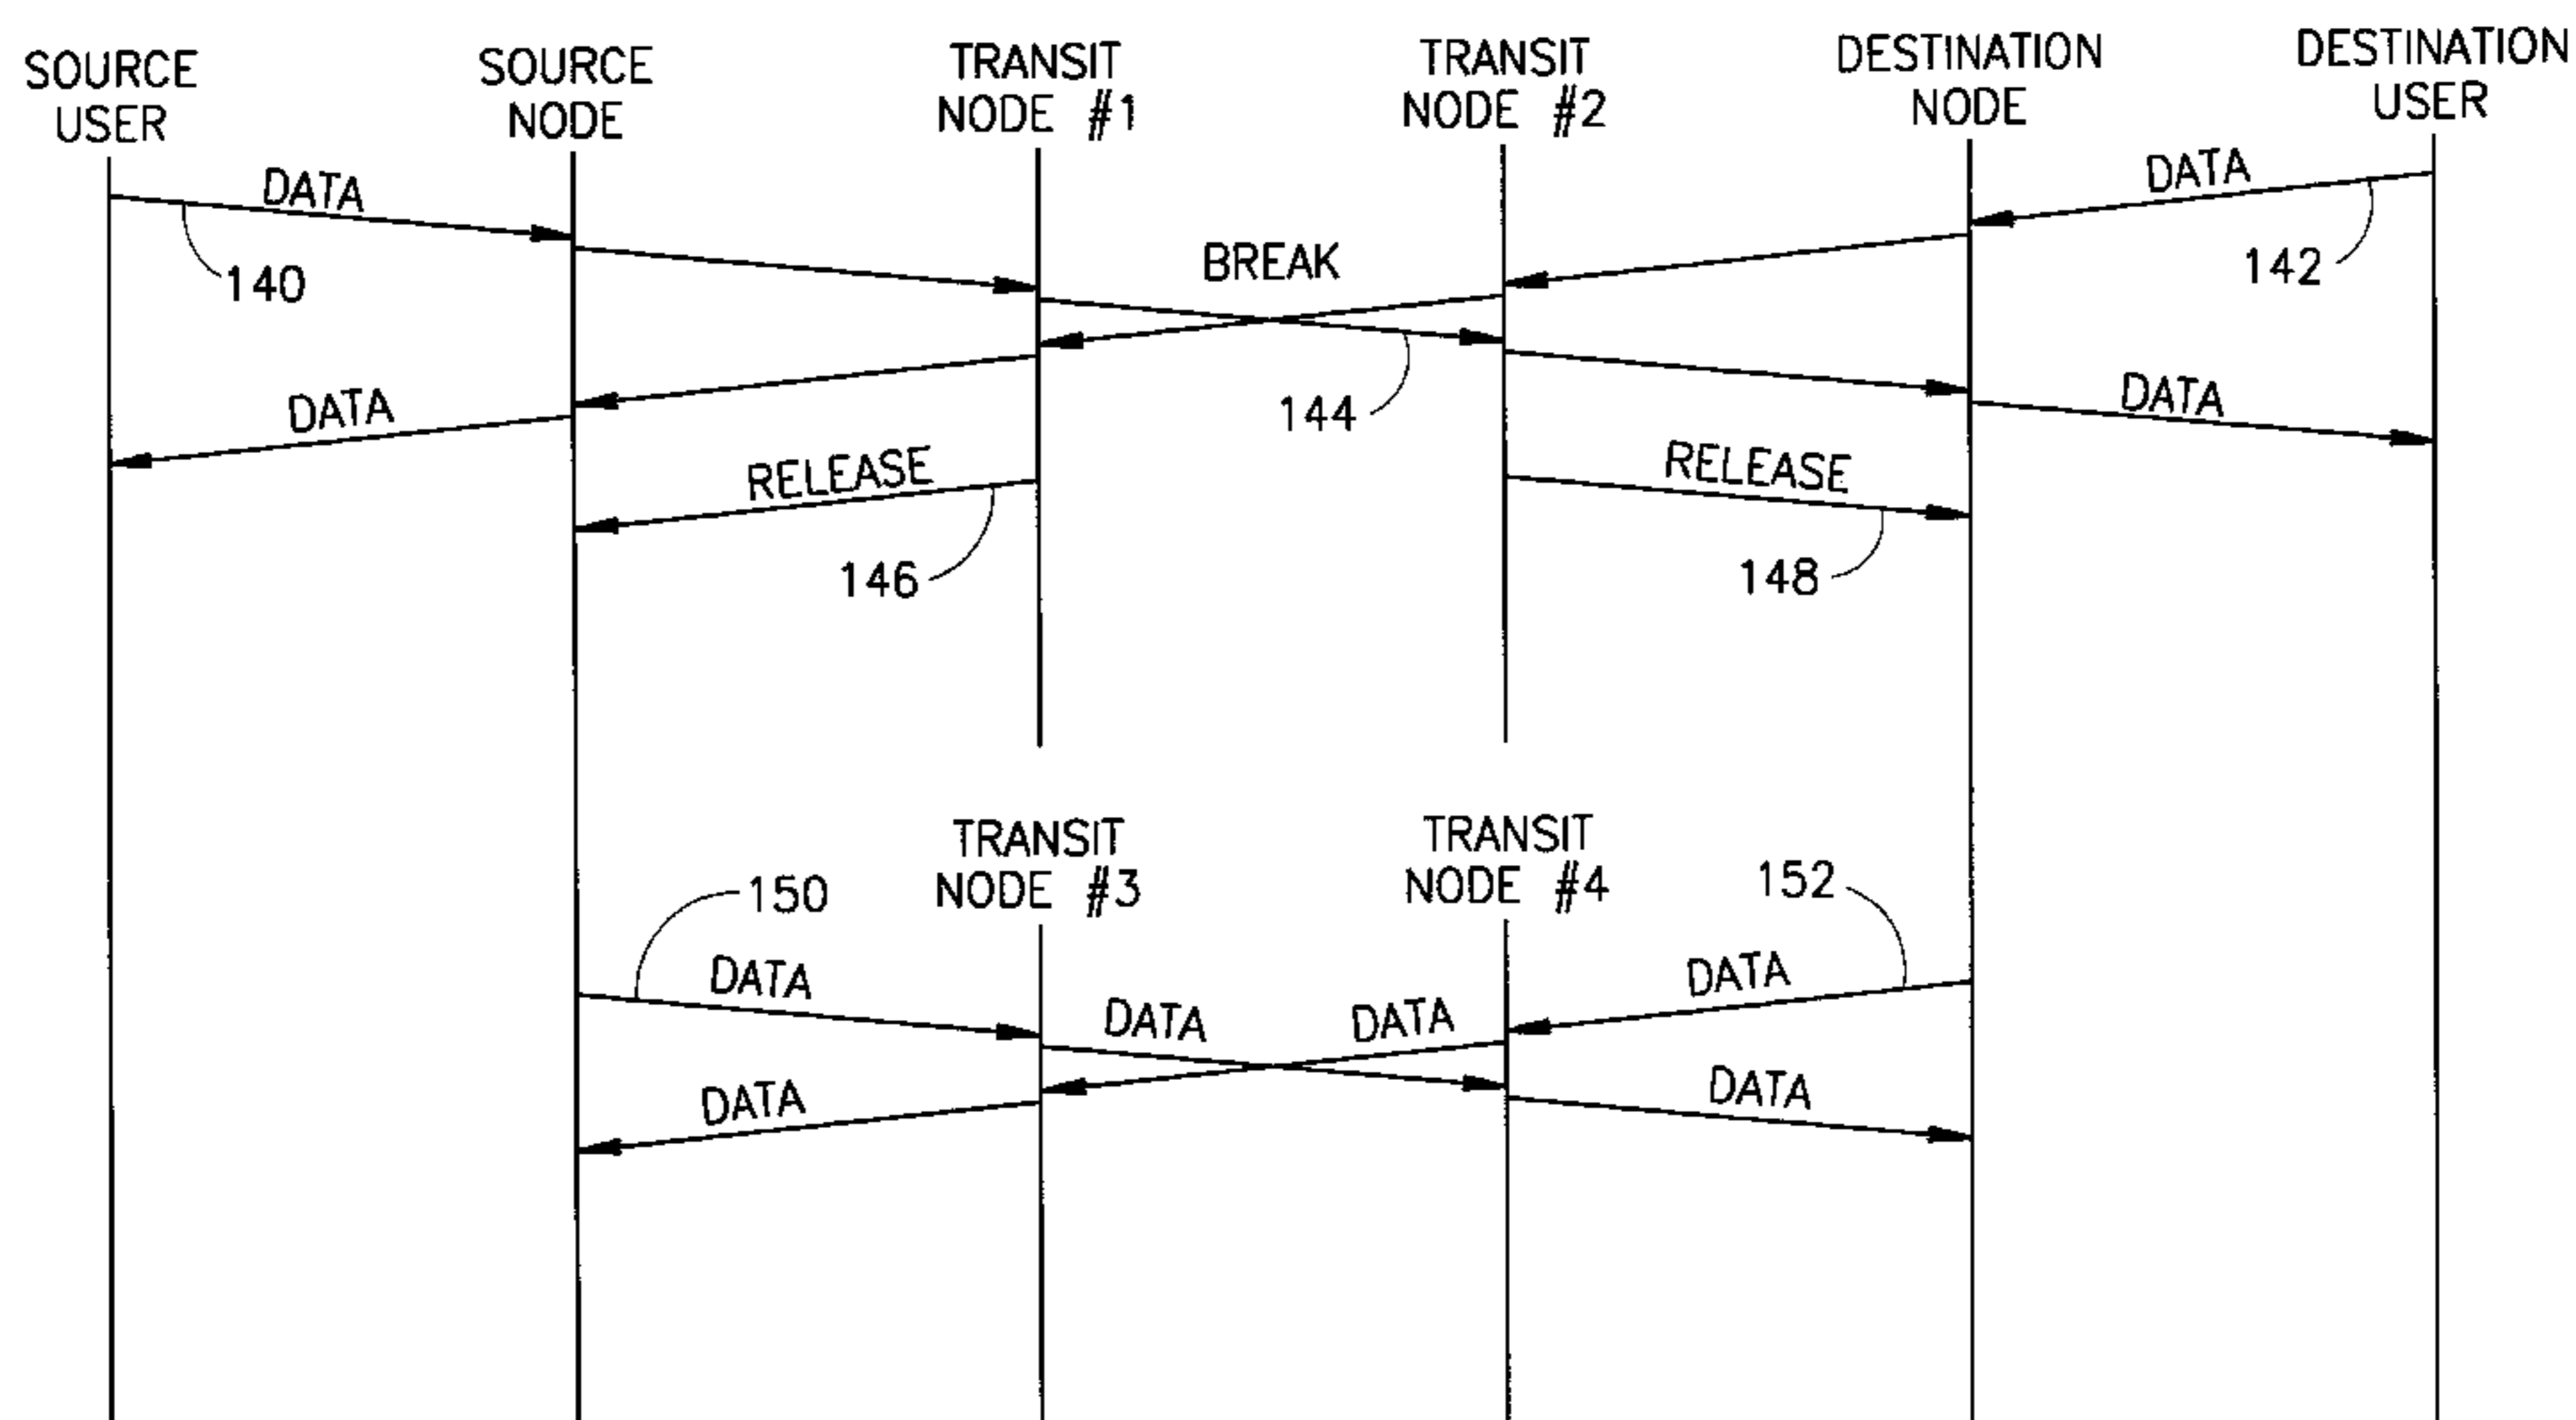 SOURCE
USER
SOURCE
NODE
TRANSIT
NODE #1
TRANSIT
NODE #2
DESTINATION
NODE
DESTINATION
USER
DATA
DATA
140
BREAK
142
DATA
144
DATA
RELEASE
RELEASE
146
148
TRANSIT
NODE #3
TRANSIT
NODE #4
150
152
DATA
DATA
DATA
DATA
DATA
DATA